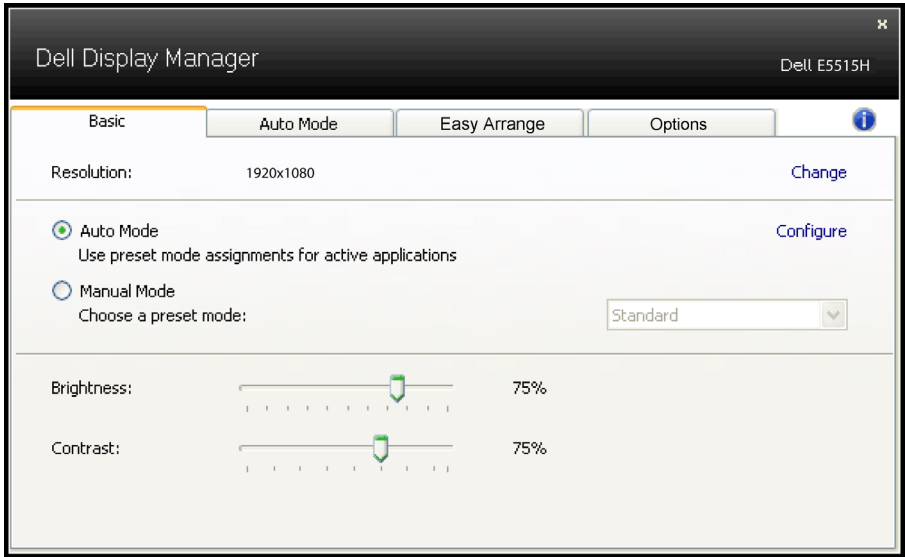 x
Dell Display Manager
Dell E5515H
Basic
Auto Mode
Easy Arrange
Options
i
Resolution: 1920x1080 Change
Auto Mode Configure
Use preset mode assignments for active applications
Manual Mode
Choose a preset mode: Standard
Brightness: 75%
Contrast: 75%